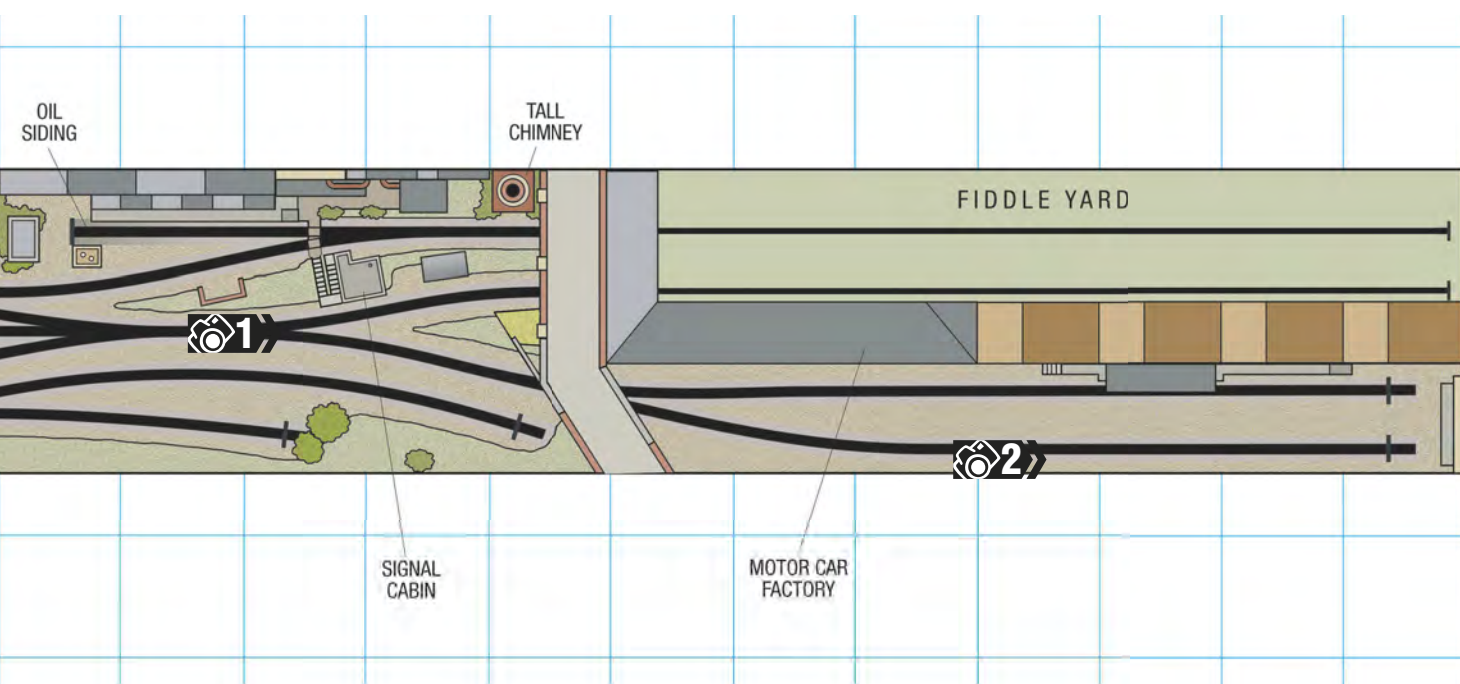 OIL
SIDING
TALL
CHIMNEY
FIDDLE YARD
1
2
SIGNAL
CABIN
MOTOR CAR
FACTORY